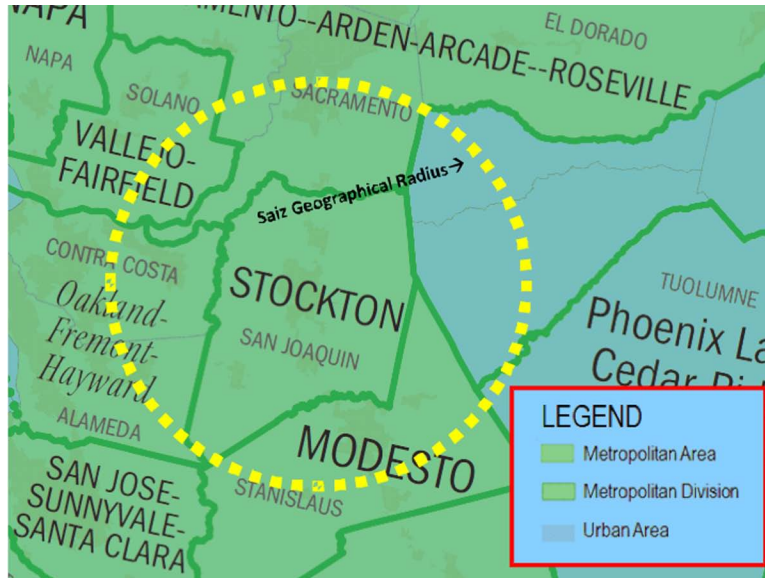 NAPA
EL DORADO
SACRAMENTO--ARDEN-ARCADE--ROSEVILLE
NAPA
SOLANO
SACRAMENTO
VALLEJO-
FAIRFIELD
Saiz Geographical Radius→
CONTRA COSTA
Oakland-
Fremont-
Hayward
STOCKTON
SAN JOAQUIN
TUOLUMNE
Phoenix La
Cedar Ri
ALAMEDA
MODESTO
SAN JOSE-
SUNNYVALE-
SANTA CLARA
STANISLAUS
LEGEND
Metropolitan Area
Metropolitan Division
Urban Area